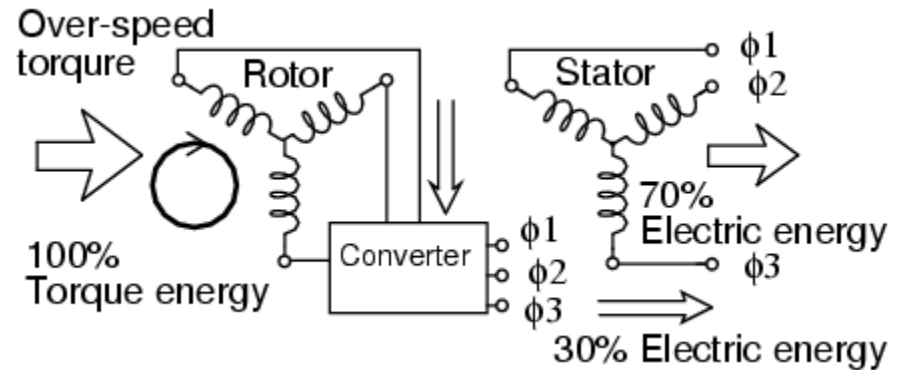 Over-speed
torqure
Rotor
Stator
ϕ1
ϕ2
100%
Torque energy
Converter
ϕ1
ϕ2
ϕ3
70%
Electric energy
ϕ3
30% Electric energy